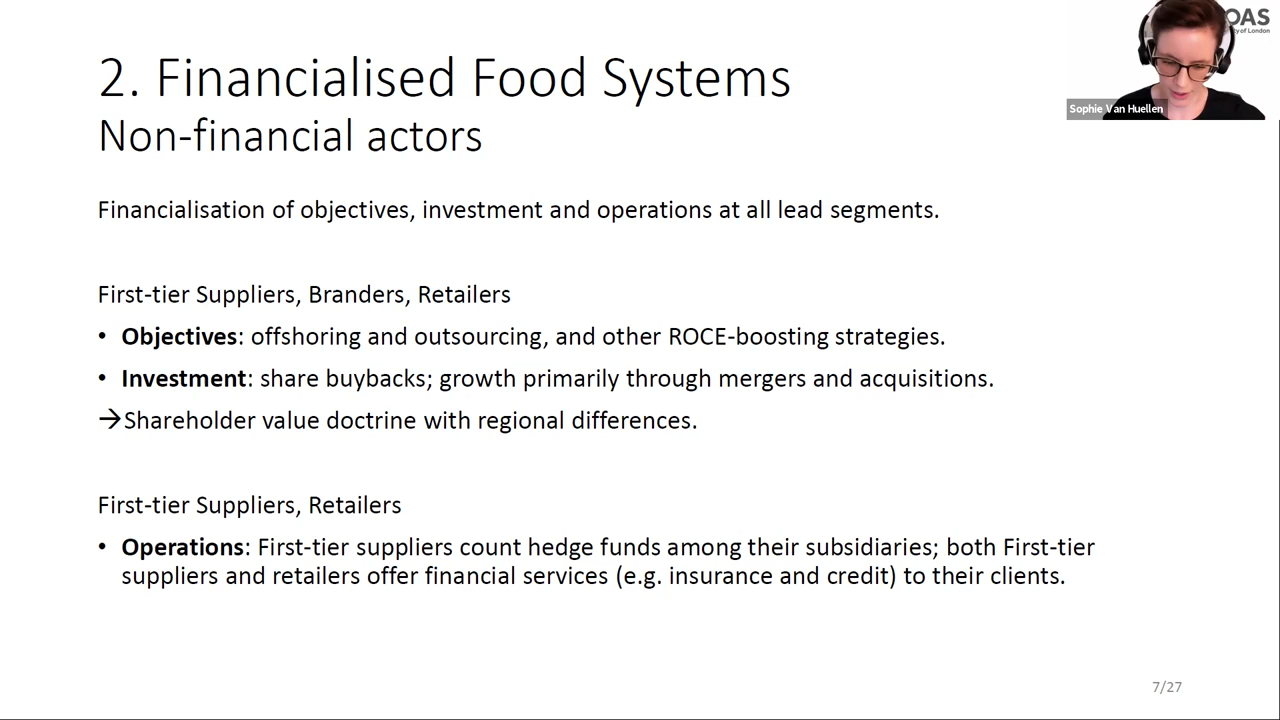 OAS
ty of London
Sophie Van Huellen
2. Financialised Food Systems
Non-financial actors
Financialisation of objectives, investment and operations at all lead segments.
First-tier Suppliers, Branders, Retailers
• Objectives: offshoring and outsourcing, and other ROCE-boosting strategies.
• Investment: share buybacks; growth primarily through mergers and acquisitions.
→Shareholder value doctrine with regional differences.
First-tier Suppliers, Retailers
• Operations: First-tier suppliers count hedge funds among their subsidiaries; both First-tier
suppliers and retailers offer financial services (e.g. insurance and credit) to their clients.
7/27